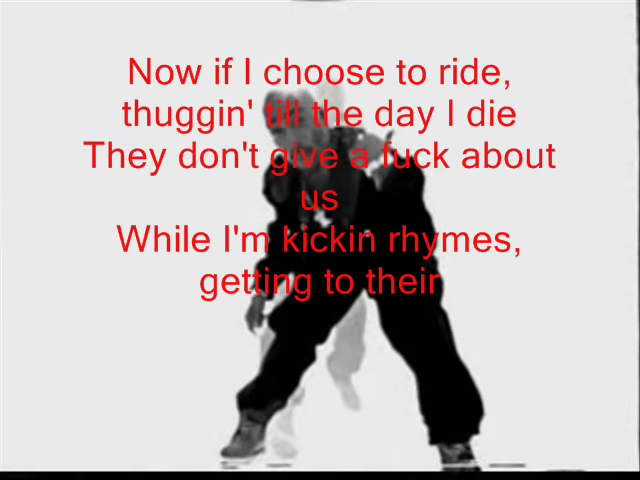 Now if I choose to ride,
thuggin' till the day I die
They don't give a fuck about
us
While I'm kickin rhymes,
getting to their